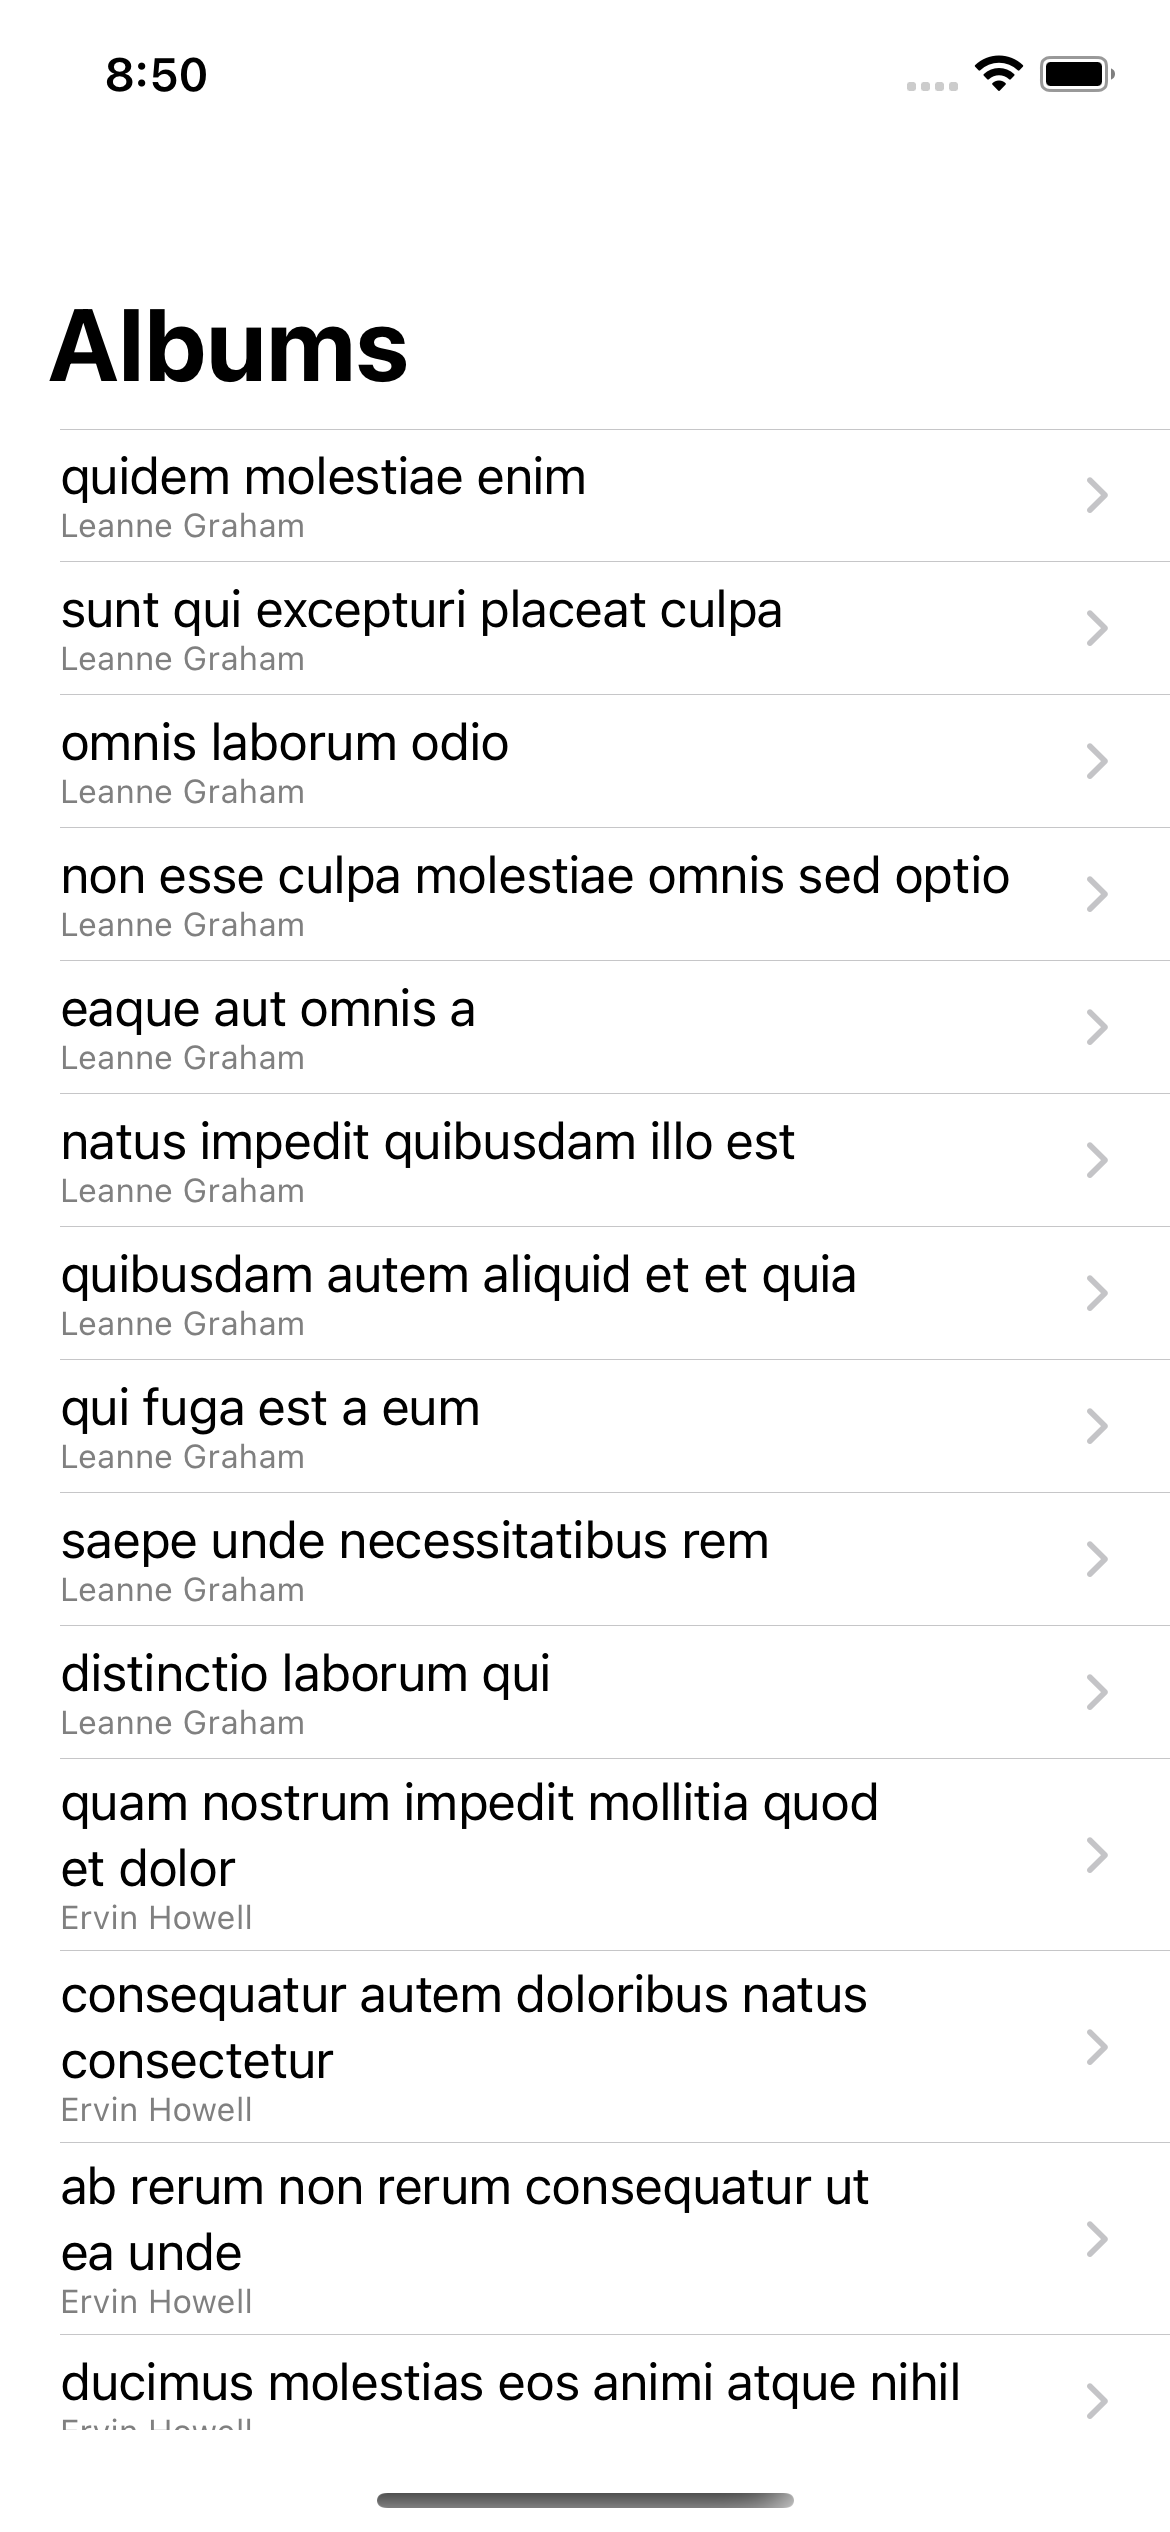 8:50
Albums
quidem molestiae enim
Leanne Graham
sunt qui excepturi placeat culpa
Leanne Graham
omnis laborum odio
Leanne Graham
non esse culpa molestiae omnis sed optio
Leanne Graham
eaque aut omnis a
Leanne Graham
natus impedit quibusdam illo est
Leanne Graham
quibusdam autem aliquid et et quia
Leanne Graham
qui fuga est a eum
Leanne Graham
saepe unde necessitatibus rem
Leanne Graham
distinctio laborum qui
Leanne Graham
quam nostrum impedit mollitia quod
et dolor
Ervin Howell
consequatur autem doloribus natus
consectetur
Ervin Howell
ab rerum non rerum consequatur ut
ea unde
Ervin Howell
ducimus molestias eos animi atque nihil
Ervin Howell